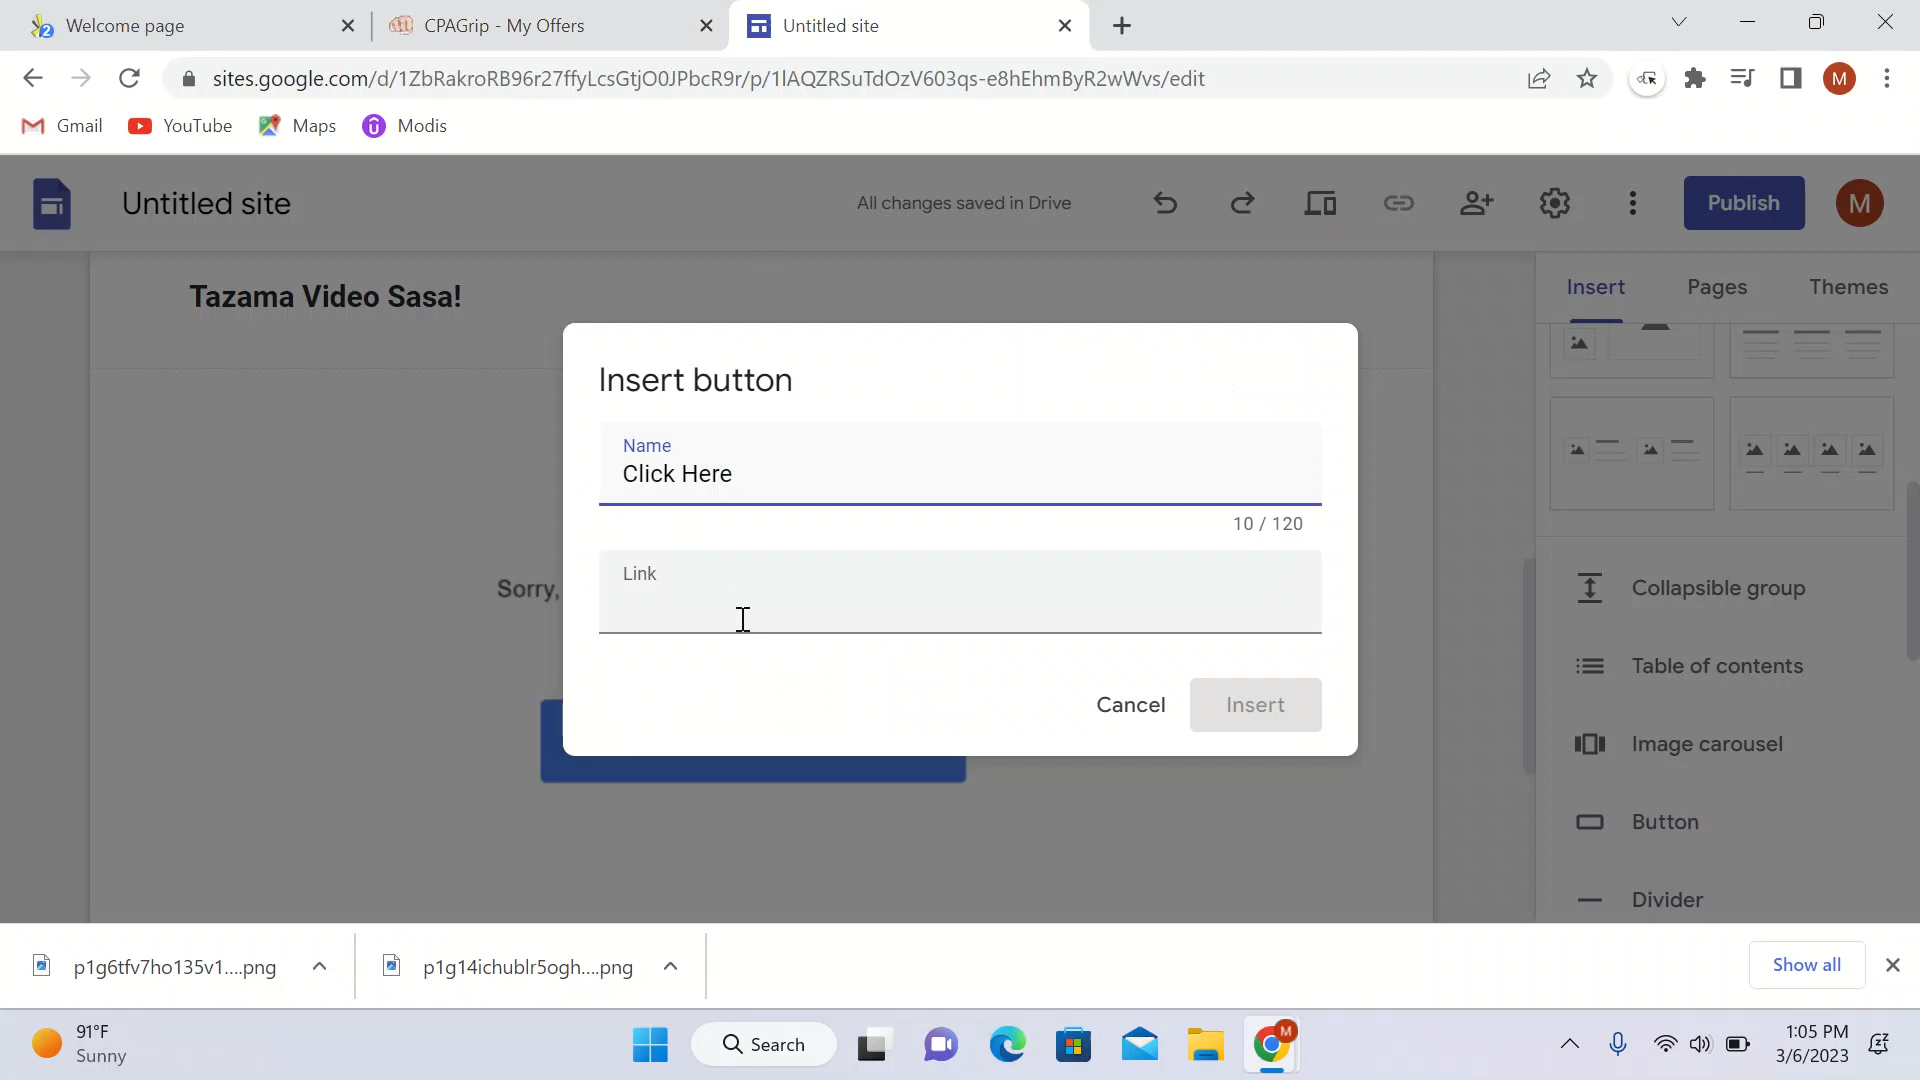 Welcome page
CPAGrip - My Offers
Untitled site
sites.google.com/d/1ZbRakroRB96r27ffyLcsGtjO0JPbcR9r/p/1lAQZRSuTdOzV603qs-e8hEhmByR2wWvs/edit
M
Gmail
YouTube
Maps
Modis
Untitled site
All changes saved in Drive
Publish
M
Tazama Video Sasa!
Insert
Pages
Themes
Insert button
Name
Click Here
10 / 120
Link
Sorry,
Cancel
Insert
Collapsible group
Table of contents
Image carousel
Button
Divider
p1g6tfv7ho135v1....png
p1g14ichublr5ogh....png
Show all
91°F
Sunny
Search
M
1:05 PM
3/6/2023